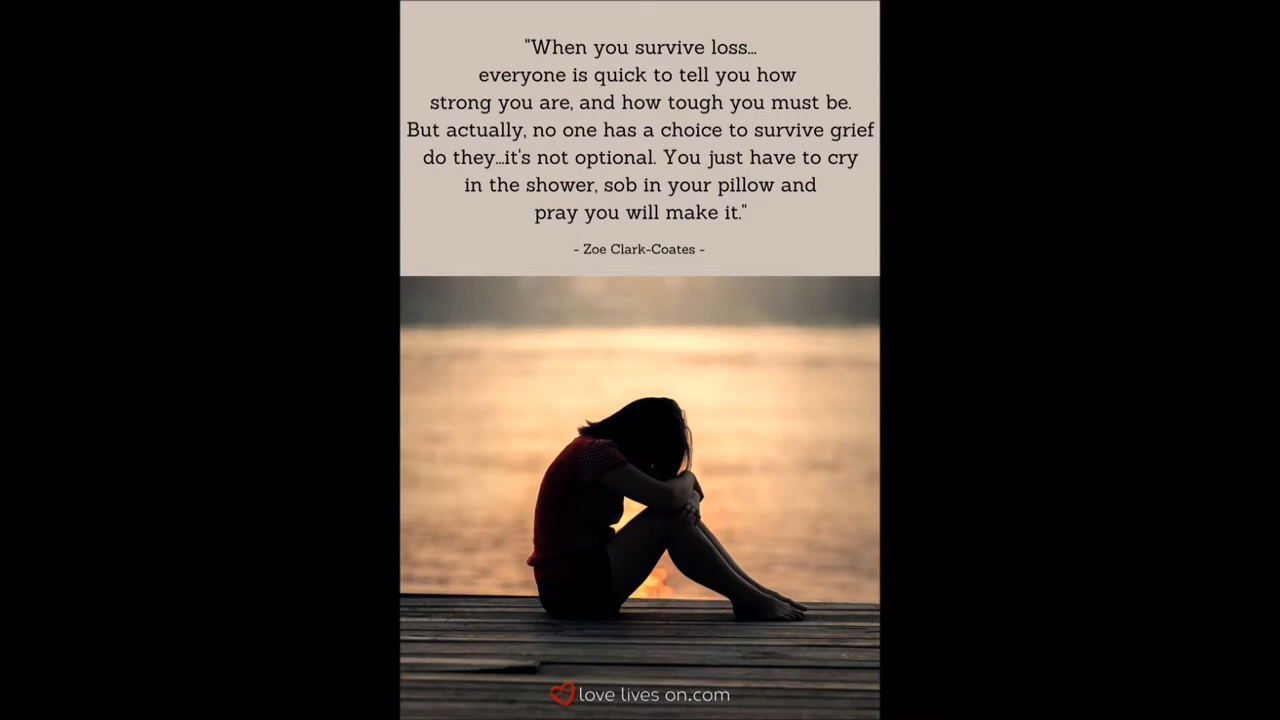 "When you survive loss...
everyone is quick to tell you how
strong you are, and how tough you must be.
But actually, no one has a choice to survive grief
do they...it's not optional. You just have to cry
in the shower, sob in your pillow and
pray you will make it."
- Zoe Clark-Coates -
love lives on.com